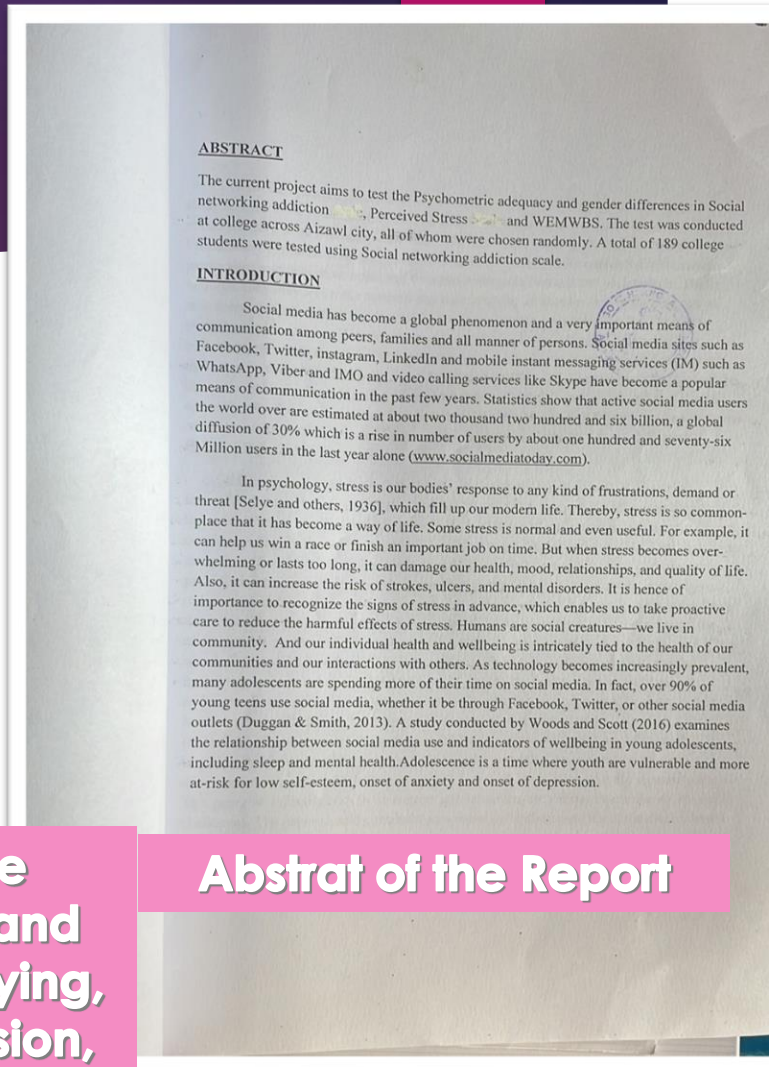 ABSTRACT
The current project aims to test the Psychometric adequacy and gender differences in Social
networking addiction , Perceived Stress and WEMWBS. The test was conducted
at college across Aizawl city, all of whom were chosen randomly. A total of 189 college
students were tested using Social networking addiction scale.
INTRODUCTION
Social media has become a global phenomenon and a very important means of
communication among peers, families and all manner of persons. Social media sites such as
Facebook, Twitter, instagram, LinkedIn and mobile instant messaging services (IM) such as
WhatsApp, Viber and IMO and video calling services like Skype have become a popular
means of communication in the past few years. Statistics show that active social media users
the world over are estimated at about two thousand two hundred and six billion, a global
diffusion of 30% which is a rise in number of users by about one hundred and seventy-six
Million users in the last year alone (www.socialmediatoday.com).
In psychology, stress is our bodies' response to any kind of frustrations, demand or
threat [Selye and others, 1936], which fill up our modern life. Thereby, stress is so common-
place that it has become a way of life. Some stress is normal and even useful. For example, it
can help us win a race or finish an important job on time. But when stress becomes over-
whelming or lasts too long, it can damage our health, mood, relationships, and quality of life.
Also, it can increase the risk of strokes, ulcers, and mental disorders. It is hence of
importance to recognize the signs of stress in advance, which enables us to take proactive
care to reduce the harmful effects of stress. Humans are social creatures—we live in
community. And our individual health and wellbeing is intricately tied to the health of our
communities and our interactions with others. As technology becomes increasingly prevalent,
many adolescents are spending more of their time on social media. In fact, over 90% of
young teens use social media, whether it be through Facebook, Twitter, or other social media
outlets (Duggan & Smith, 2013). A study conducted by Woods and Scott (2016) examines
the relationship between social media use and indicators of wellbeing in young adolescents,
including sleep and mental health.Adolescence is a time where youth are vulnerable and more
at-risk for low self-esteem, onset of anxiety and onset of depression.
Abstrat of the Report
e
and
ying,
sion,